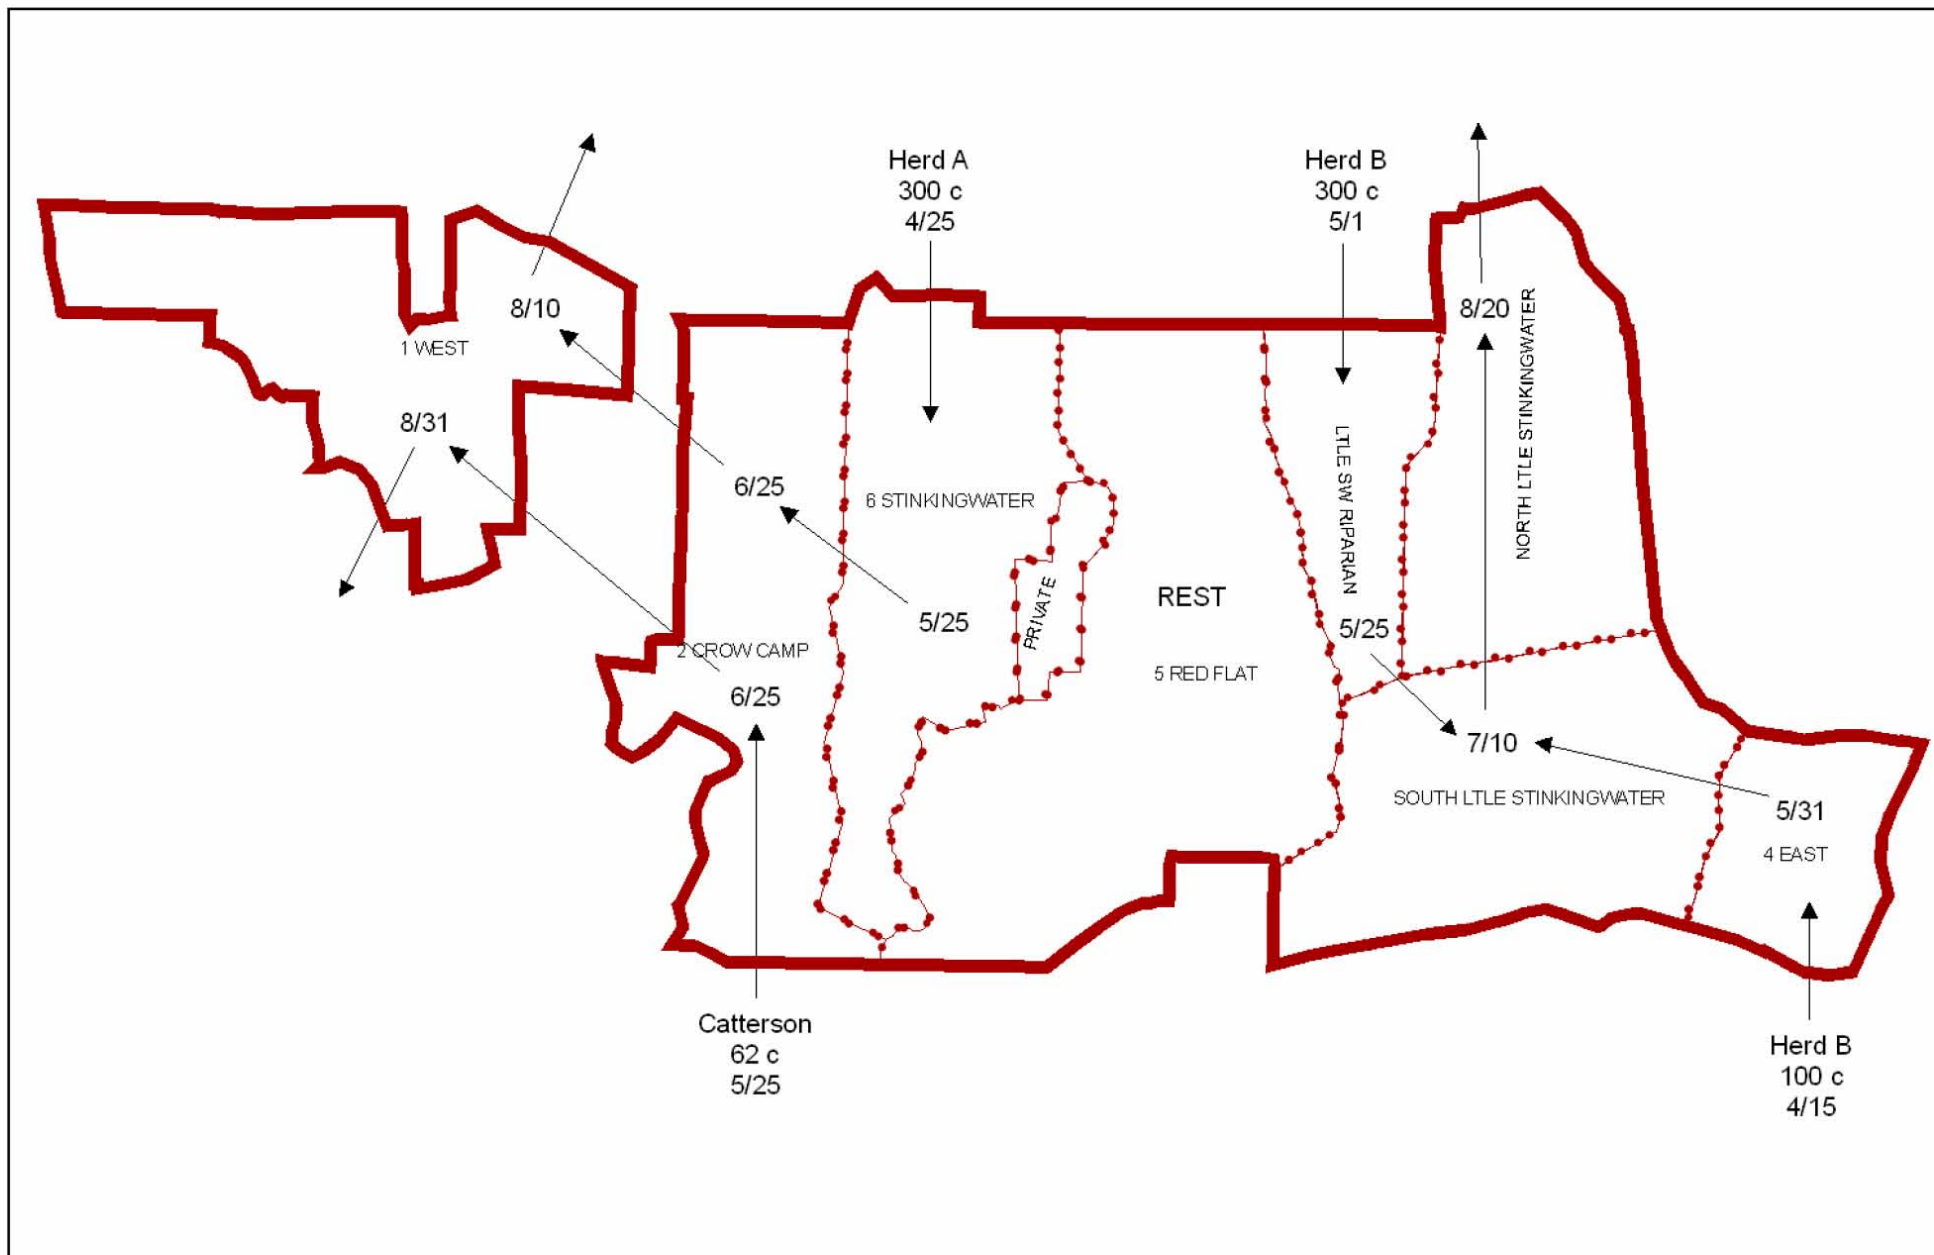 Herd A
300 c
4/25
Herd B
300 c
5/1
8/10
8/20
1 WEST
NORTH LTLE STINKINGWATER
8/31
6/25
6 STINKINGWATER
LTLE SW RIPARIAN
REST
PRIVATE
5/25
5/25
2 CROW CAMP
5 RED FLAT
6/25
7/10
SOUTH LTLE STINKINGWATER
5/31
4 EAST
Catterson
62 c
5/25
Herd B
100 c
4/15